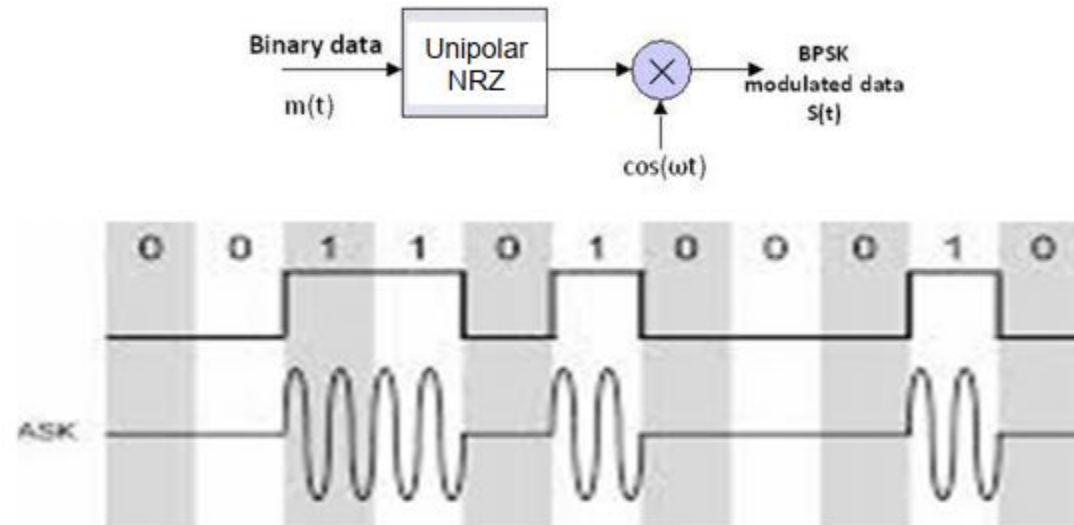 Binary data
m(t)
Unipolar
NRZ
cos(ωt)
BPSK
modulated data
S(t)
0 0 1 1 0 1 0 0 0 1 0
ASK